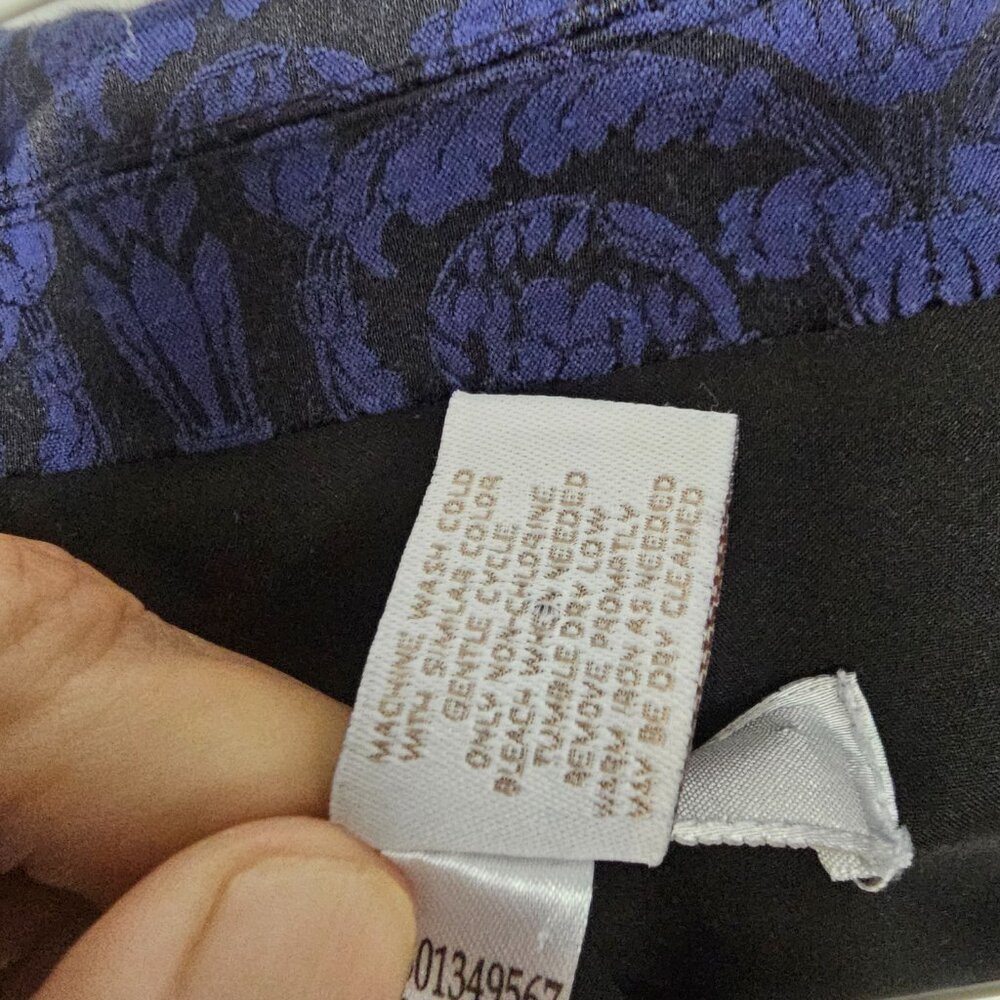 MACHINE WASH COLD
WITH SIMILAR COLOR
GENTLE CYCLE
ONLY NON-CHLORINE
BLEACH WHEN NEEDED
TUMBLE DRY LOW
REMOVE PROMPTLY
WARM IRON AS NEEDED
MAY BE DRY CLEANED
01349567